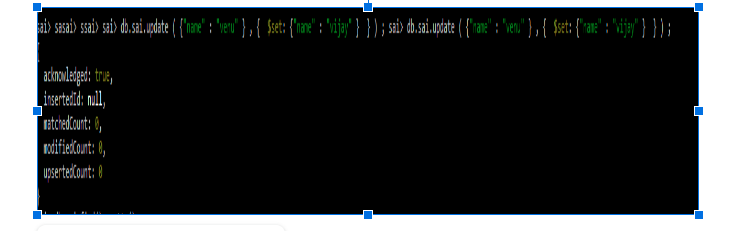 sai> sasai> ssai> sai> db.sai.update ( {"name" : "venu" } , {  $set: {"name" : "vijay" }  } ) ; sai> db.sai.update ( {"name" : "venu" } , {  $set: {"name" : "vijay" }  } ) ;
{
  acknowledged: true,
  insertedId: null,
  matchedCount: 0,
  modifiedCount: 0,
  upsertedCount: 0
}